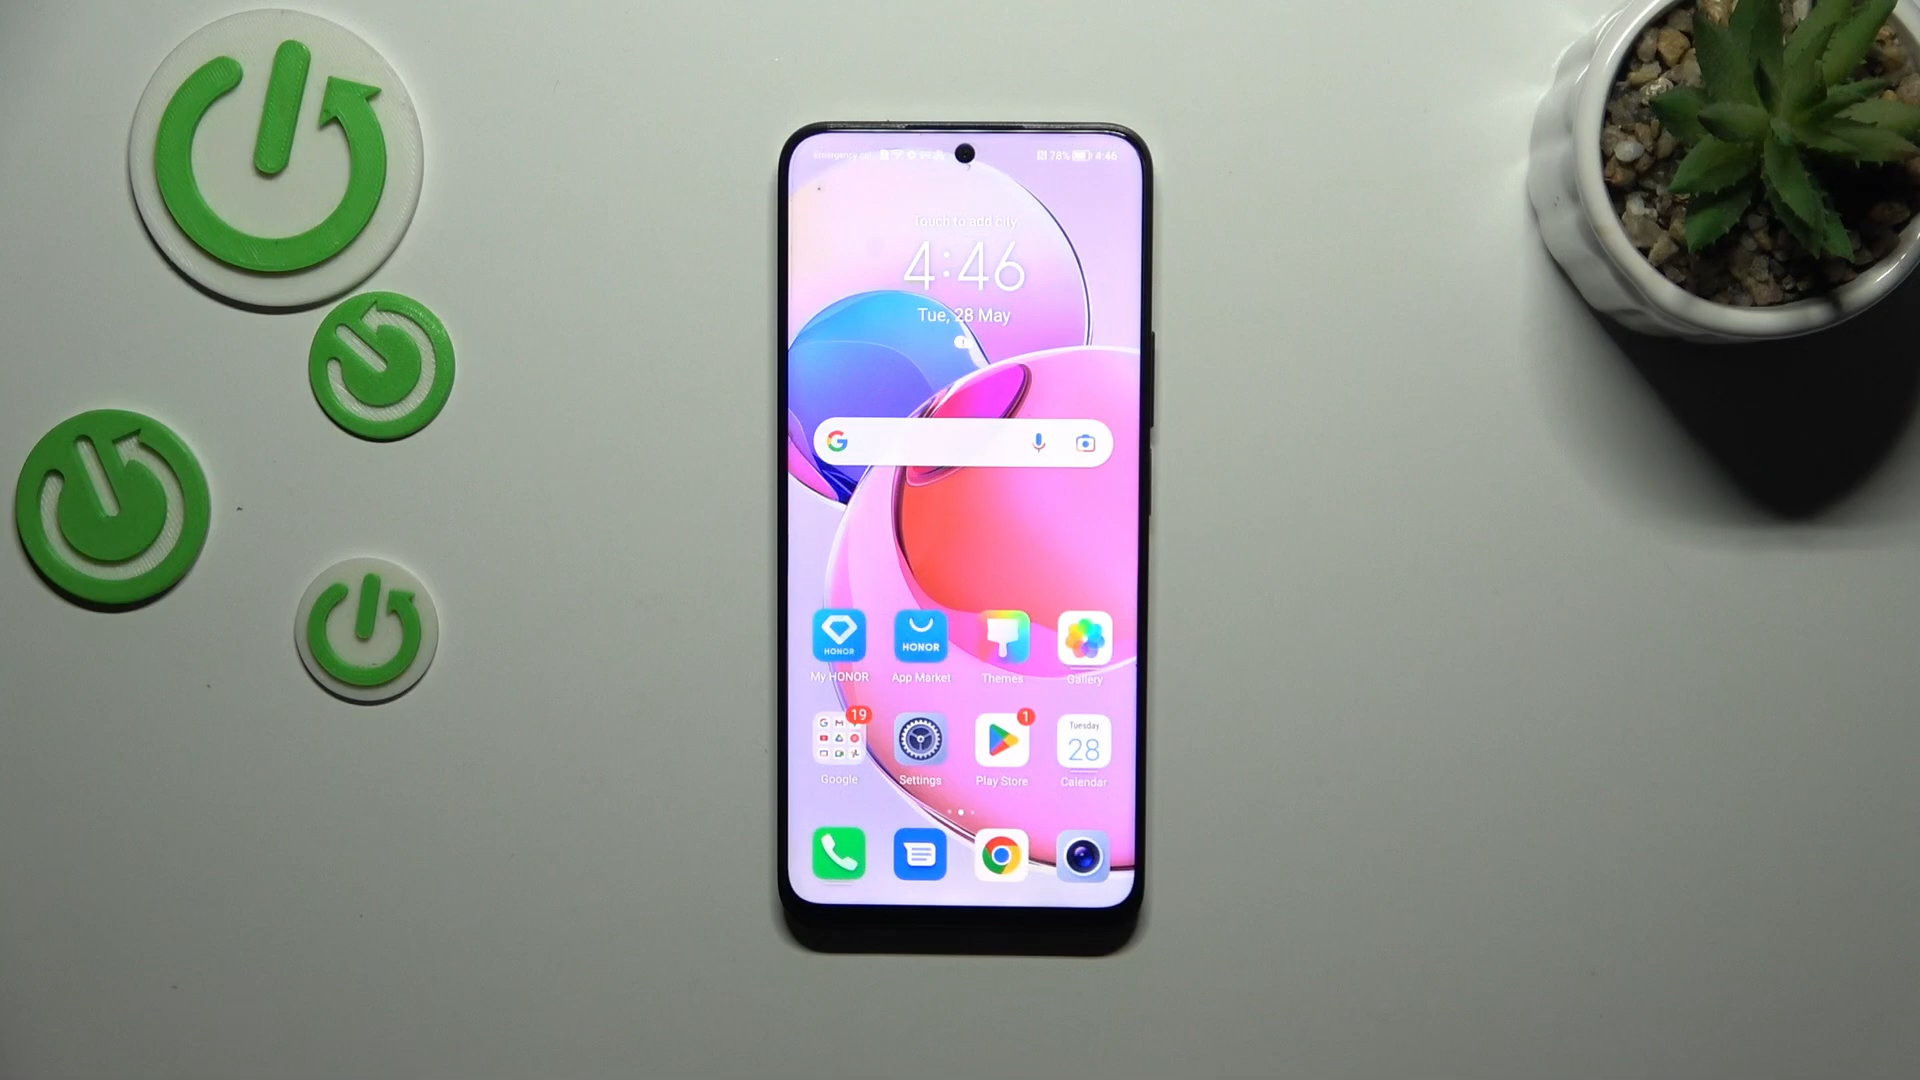 Emergency
78% 4:46
Touch to add city
4:46
Tue, 28 May
G
HONOR
HONOR
My HONOR App Market Themes Gallery
19
1
Tuesday
28
Google Settings Play Store Calendar